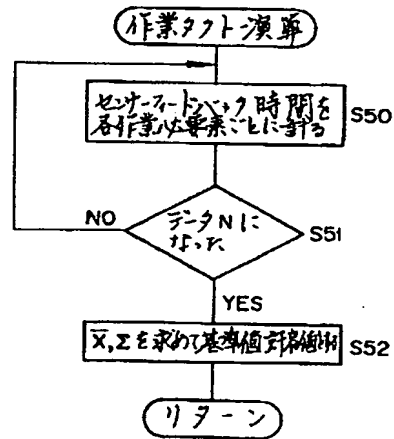 作業タクト演算
センサーフィードバック時間を
各作業 要素ごとに
S50
NO
データNに
なった
S51
YES
X̄, Σを求めて基準値
S52
リターン